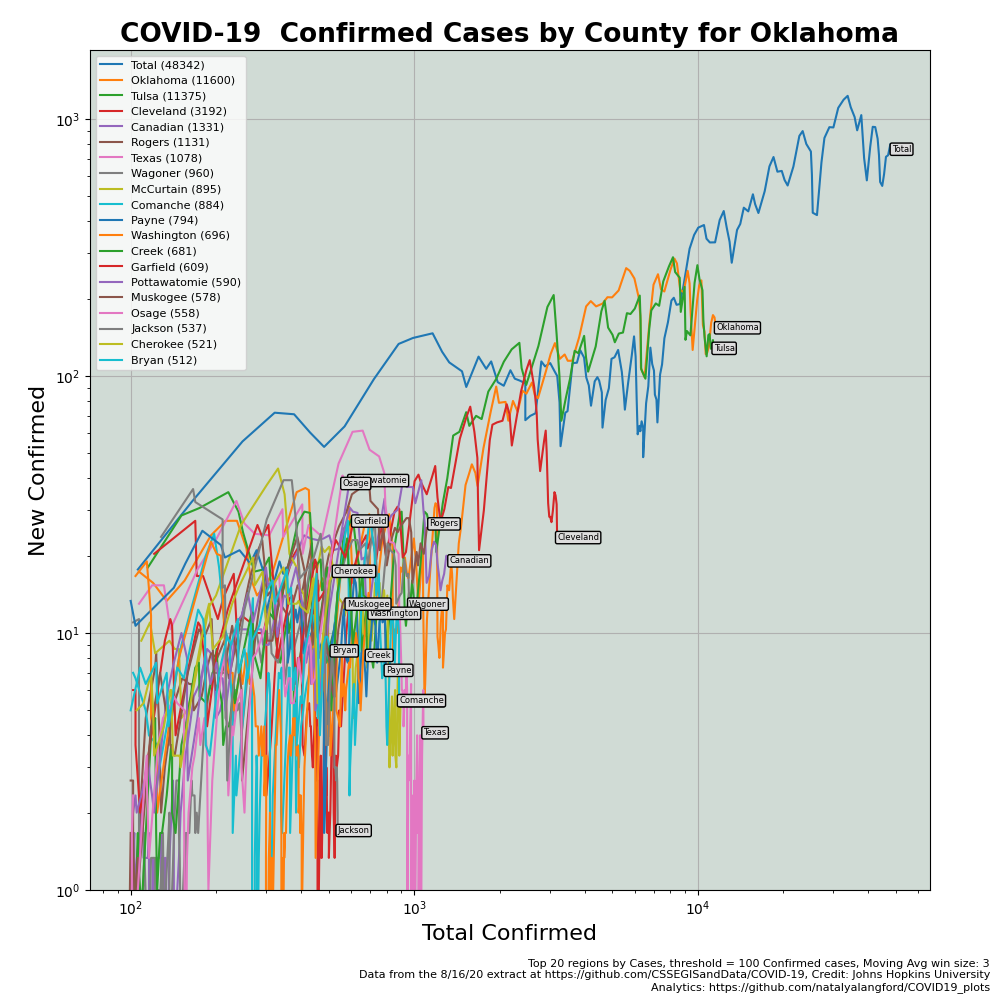 COVID-19  Confirmed Cases by County for Oklahoma
Total (48342)
Oklahoma (11600)
Tulsa (11375)
Cleveland (3192)
Canadian (1331)
Rogers (1131)
Texas (1078)
Wagoner (960)
McCurtain (895)
Comanche (884)
Payne (794)
Washington (696)
Creek (681)
Garfield (609)
Pottawatomie (590)
Muskogee (578)
Osage (558)
Jackson (537)
Cherokee (521)
Bryan (512)
New Confirmed
10³
10²
10¹
10⁰
Total
Oklahoma
Tulsa
Osage
watomie
Garfield
Rogers
Cleveland
Canadian
Cherokee
Muskogee
Wagoner
Washington
Bryan
Creek
Payne
Comanche
Texas
Jackson
10²
10³
10⁴
Total Confirmed
Top 20 regions by Cases, threshold = 100 Confirmed cases, Moving Avg win size: 3
Data from the 8/16/20 extract at https://github.com/CSSEGISandData/COVID-19, Credit: Johns Hopkins University
Analytics: https://github.com/natalyalangford/COVID19_plots